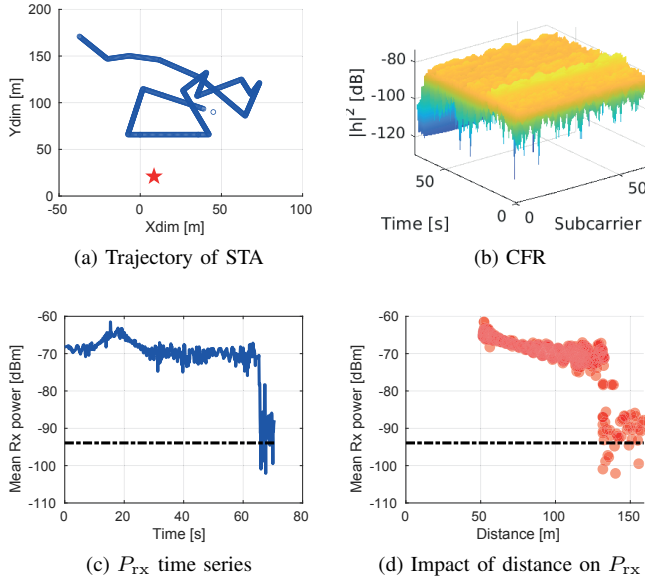 200
150
100
50
0
Ydim [m]
-50 0 50 100
Xdim [m]
(a) Trajectory of STA
-80
-100
-120
|h|² [dB]
50
0 0
50
Time [s]
Subcarrier
(b) CFR
-60
-70
-80
-90
-100
-110
Mean Rx power [dBm]
0 20 40 60 80
Time [s]
(c) Prx time series
-60
-70
-80
-90
-100
-110
Mean Rx power [dBm]
0 50 100 150
Distance [m]
(d) Impact of distance on Prx